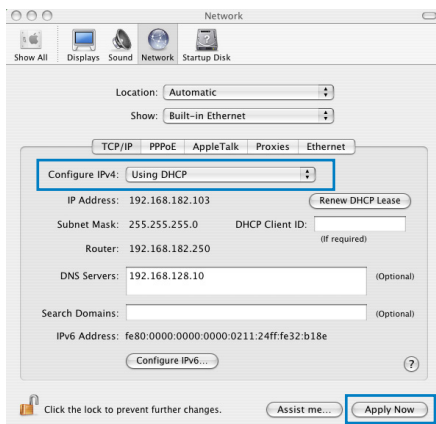 Network
Show All Displays Sound Network Startup Disk
Location: Automatic
Show: Built-in Ethernet
TCP/IP PPPoE AppleTalk Proxies Ethernet
Configure IPv4: Using DHCP
IP Address: 192.168.182.103 Renew DHCP Lease
Subnet Mask: 255.255.255.0 DHCP Client ID:
(If required)
Router: 192.168.182.250
DNS Servers: 192.168.128.10 (Optional)
Search Domains: (Optional)
IPv6 Address: fe80:0000:0000:0000:0211:24ff:fe32:b18e
Configure IPv6... ?
Click the lock to prevent further changes. Assist me... Apply Now